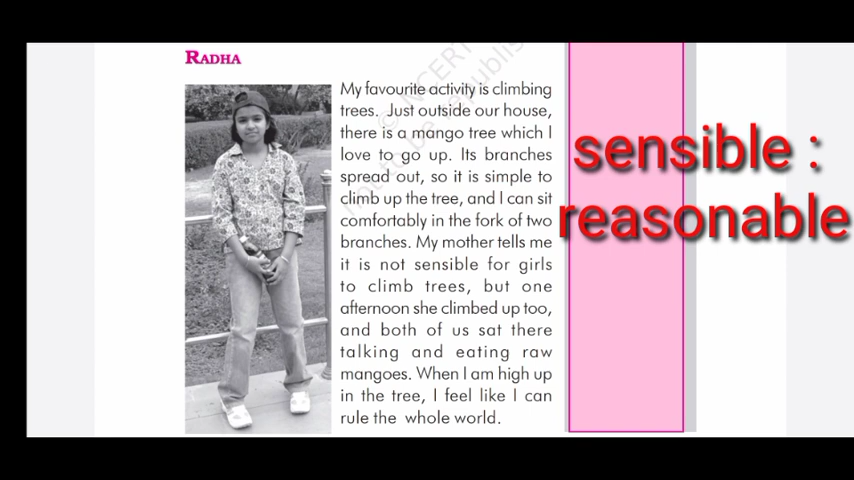 RADHA
My favourite activity is climbing
trees. Just outside our house,
there is a mango tree which I
love to go up. Its branches
spread out, so it is simple to
climb up the tree, and I can sit
comfortably in the fork of two
branches. My mother tells me
it is not sensible for girls
to climb trees, but one
afternoon she climbed up too,
and both of us sat there
talking and eating raw
mangoes. When I am high up
in the tree, I feel like I can
rule the whole world.
sensible :
reasonable
© NCERT